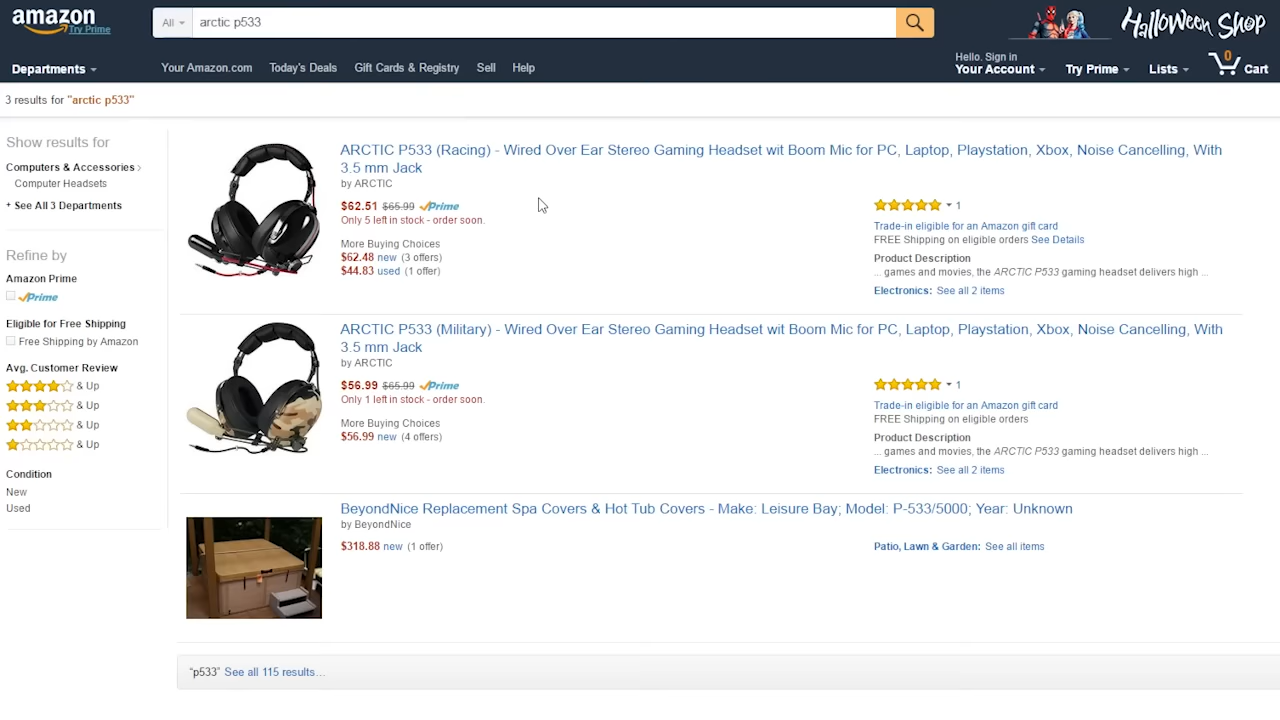 amazon
Try Prime
All
arctic p533
Halloween Shop
Departments
Your Amazon.com
Today's Deals
Gift Cards & Registry
Sell
Help
Hello. Sign in
Your Account
Try Prime
Lists
0
Cart
3 results for "arctic p533"
Show results for
Computers & Accessories
Computer Headsets
+ See All 3 Departments
Refine by
Amazon Prime
Prime
Eligible for Free Shipping
Free Shipping by Amazon
Avg. Customer Review
& Up
& Up
& Up
& Up
Condition
New
Used
ARCTIC P533 (Racing) - Wired Over Ear Stereo Gaming Headset wit Boom Mic for PC, Laptop, Playstation, Xbox, Noise Cancelling, With
3.5 mm Jack
by ARCTIC
$62.51 $65.99 Prime
Only 5 left in stock - order soon.
More Buying Choices
$62.48 new (3 offers)
$44.83 used (1 offer)
1
Trade-in eligible for an Amazon gift card
FREE Shipping on eligible orders See Details
Product Description
... games and movies, the ARCTIC P533 gaming headset delivers high ...
Electronics: See all 2 items
ARCTIC P533 (Military) - Wired Over Ear Stereo Gaming Headset wit Boom Mic for PC, Laptop, Playstation, Xbox, Noise Cancelling, With
3.5 mm Jack
by ARCTIC
$56.99 $65.99 Prime
Only 1 left in stock - order soon.
More Buying Choices
$56.99 new (4 offers)
1
Trade-in eligible for an Amazon gift card
FREE Shipping on eligible orders
Product Description
... games and movies, the ARCTIC P533 gaming headset delivers high ...
Electronics: See all 2 items
BeyondNice Replacement Spa Covers & Hot Tub Covers - Make: Leisure Bay; Model: P-533/5000; Year: Unknown
by BeyondNice
$318.88 new (1 offer)
Patio, Lawn & Garden: See all items
"p533" See all 115 results...